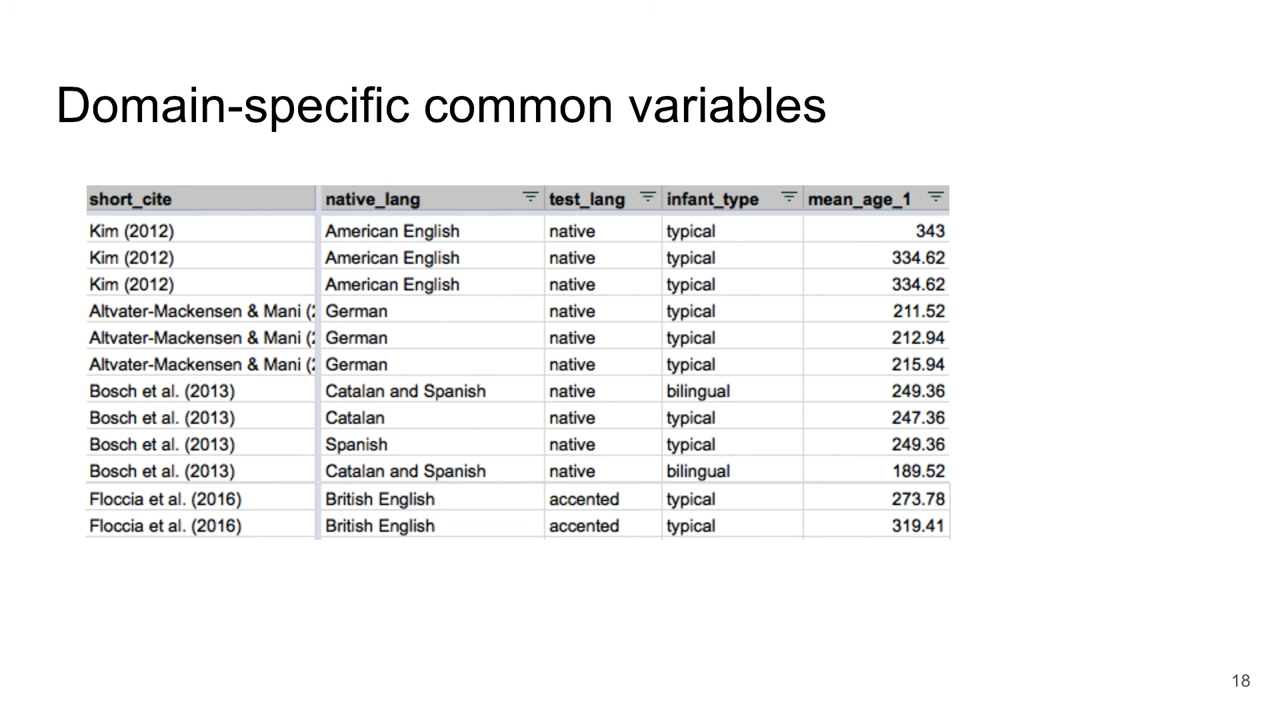 Domain-specific common variables
short_cite native_lang test_lang infant_type mean_age_1
Kim (2012) American English native typical 343
Kim (2012) American English native typical 334.62
Kim (2012) American English native typical 334.62
Altvater-Mackensen & Mani (2 German native typical 211.52
Altvater-Mackensen & Mani (2 German native typical 212.94
Altvater-Mackensen & Mani (2 German native typical 215.94
Bosch et al. (2013) Catalan and Spanish native bilingual 249.36
Bosch et al. (2013) Catalan native typical 247.36
Bosch et al. (2013) Spanish native typical 249.36
Bosch et al. (2013) Catalan and Spanish native bilingual 189.52
Floccia et al. (2016) British English accented typical 273.78
Floccia et al. (2016) British English accented typical 319.41
18